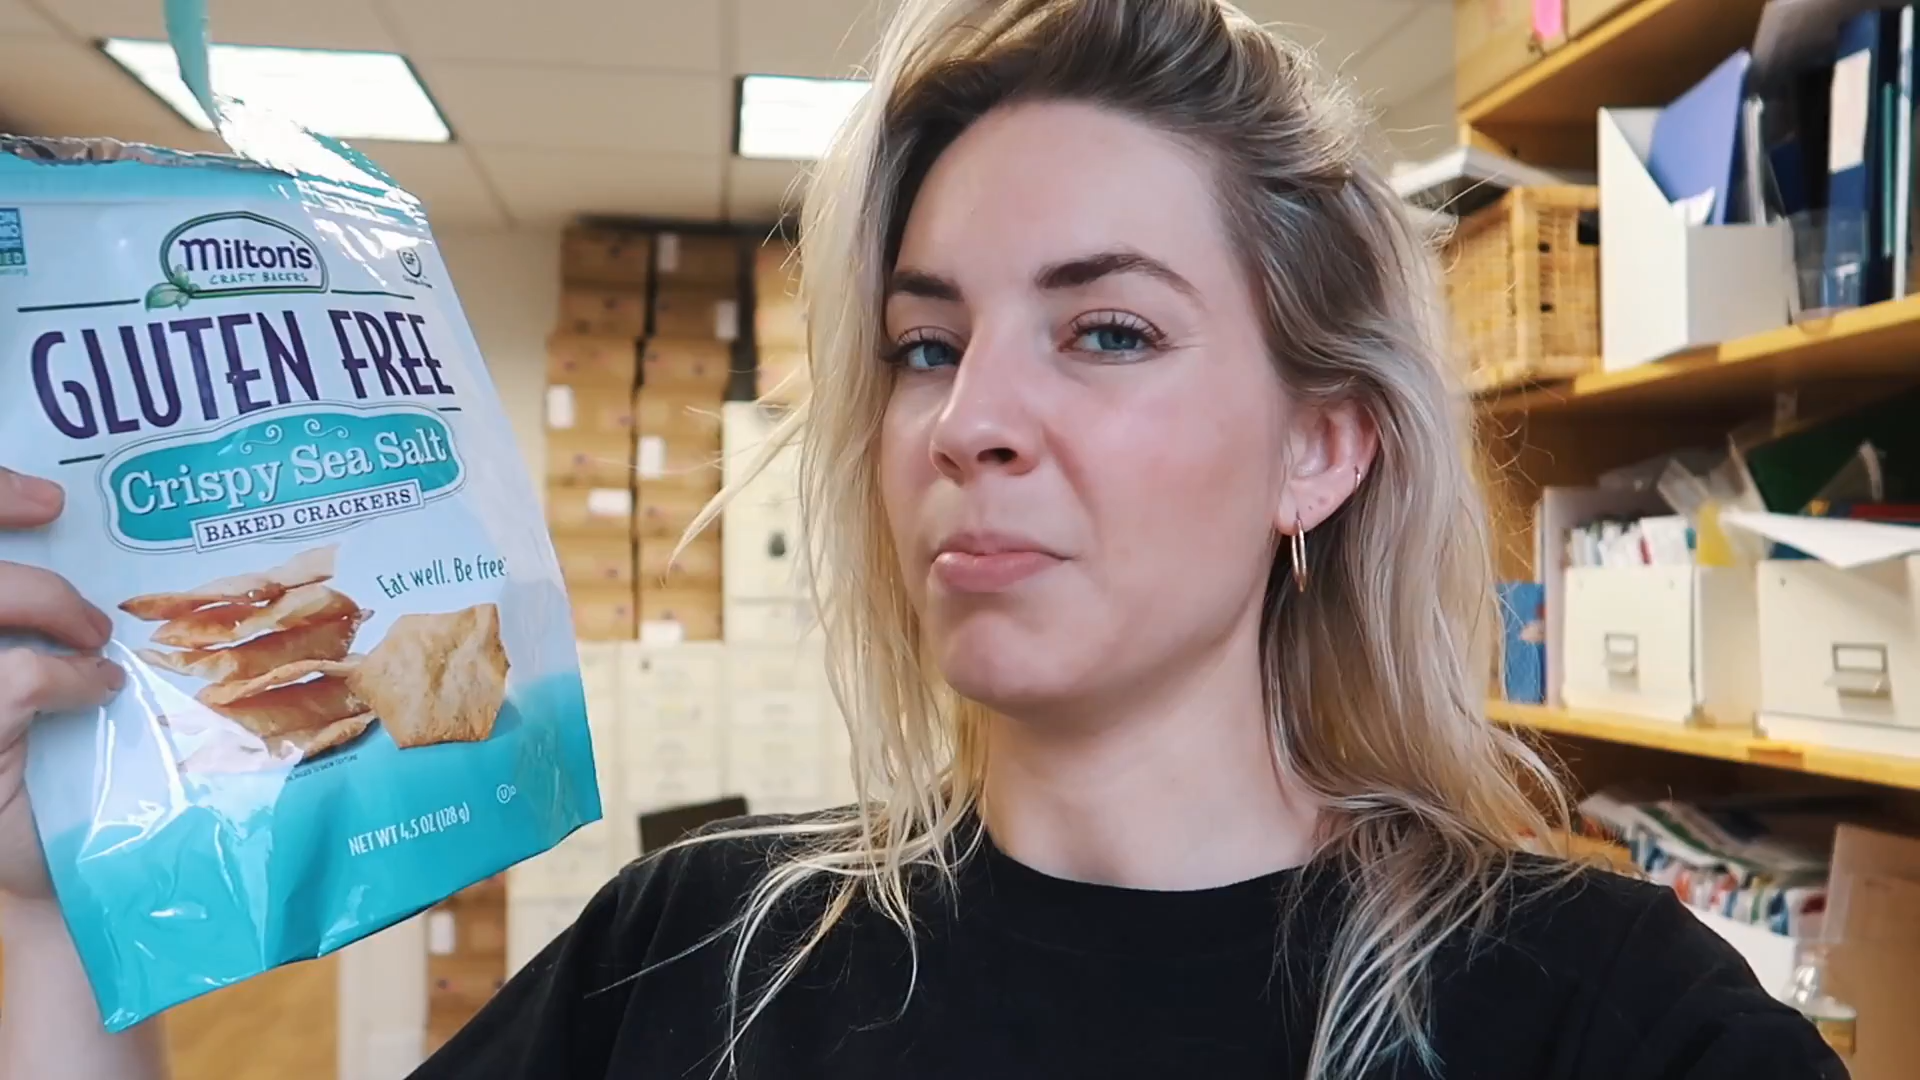 Milton's
CRAFT BAKERS
GF
GLUTEN FREE
Crispy Sea Salt
BAKED CRACKERS
Eat well. Be free.
NET WT 4.5 OZ (128 g)